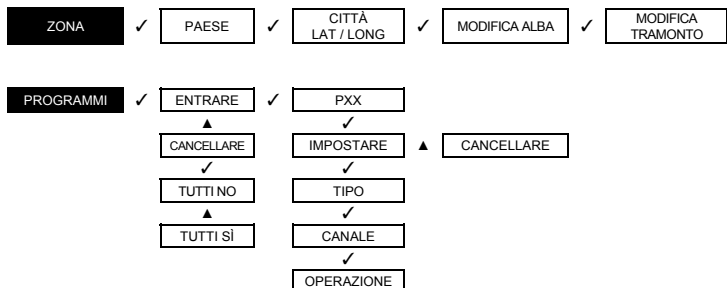 ZONA ✓ PAESE ✓ CITTÀ
LAT / LONG ✓ MODIFICA ALBA ✓ MODIFICA
TRAMONTO
PROGRAMMI ✓ ENTRARE ✓ PXX
▲ ✓
CANCELLARE IMPOSTARE ▲ CANCELLARE
✓ ✓
TUTTI NO TIPO
▲ ✓
TUTTI SÌ CANALE
✓
OPERAZIONE